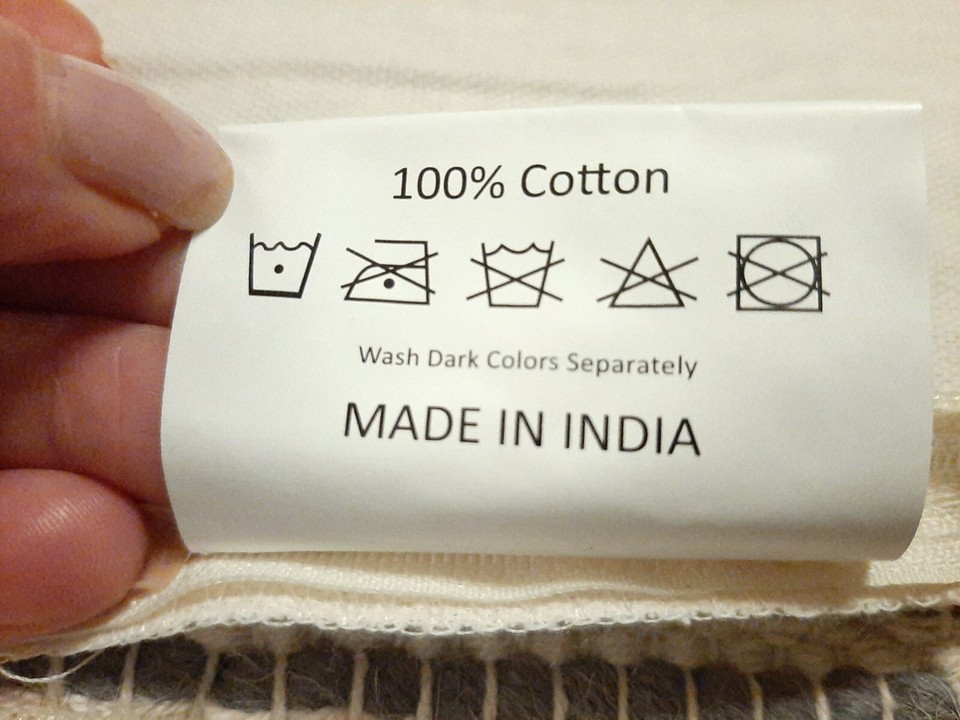 100% Cotton
Wash Dark Colors Separately
MADE IN INDIA